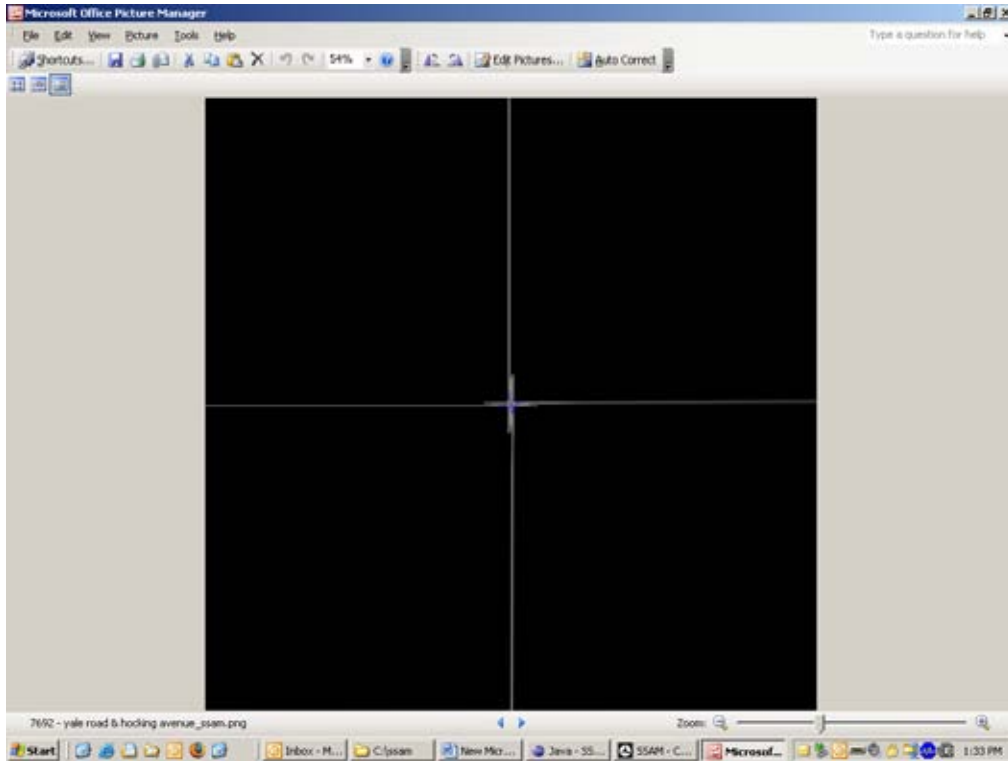 Microsoft Office Picture Manager
File Edit View Picture Tools Help
Type a question for help
Shortcuts... 54% Edit Pictures... Auto Correct
7692 - yale road & hocking avenue_ssam.png
Zoom:
Start Inbox - M... C:\ssam New Micr... Java - SS... SSAM - C... Microsof... 1:33 PM